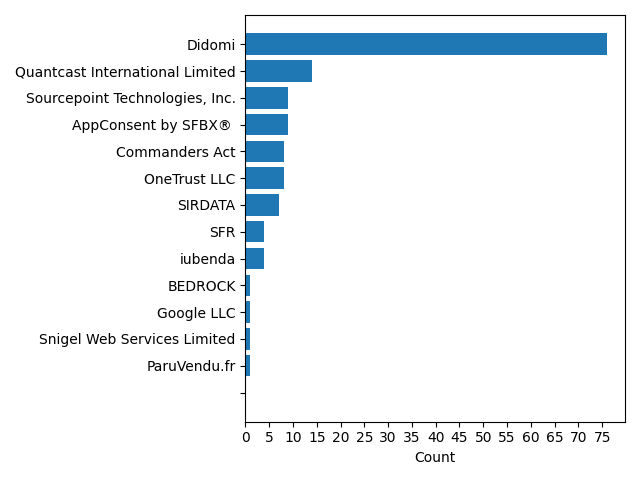 Didomi
Quantcast International Limited
Sourcepoint Technologies, Inc.
AppConsent by SFBX®
Commanders Act
OneTrust LLC
SIRDATA
SFR
iubenda
BEDROCK
Google LLC
Snigel Web Services Limited
ParuVendu.fr
0 5 10 15 20 25 30 35 40 45 50 55 60 65 70 75
Count